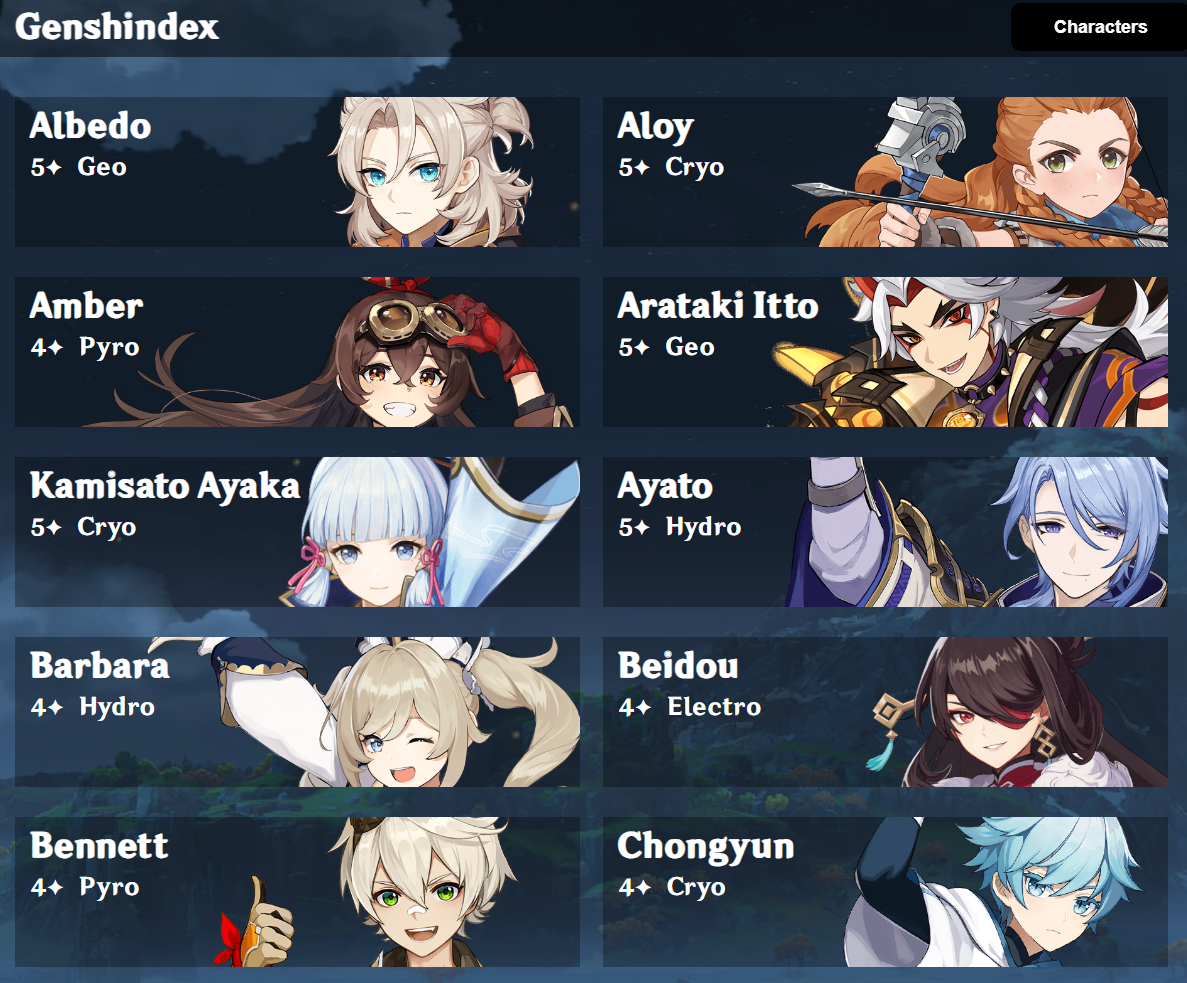 Genshindex
Characters
Albedo
5✦ Geo
Aloy
5✦ Cryo
Amber
4✦ Pyro
Arataki Itto
5✦ Geo
Kamisato Ayaka
5✦ Cryo
Ayato
5✦ Hydro
Barbara
4✦ Hydro
Beidou
4✦ Electro
Bennett
4✦ Pyro
Chongyun
4✦ Cryo